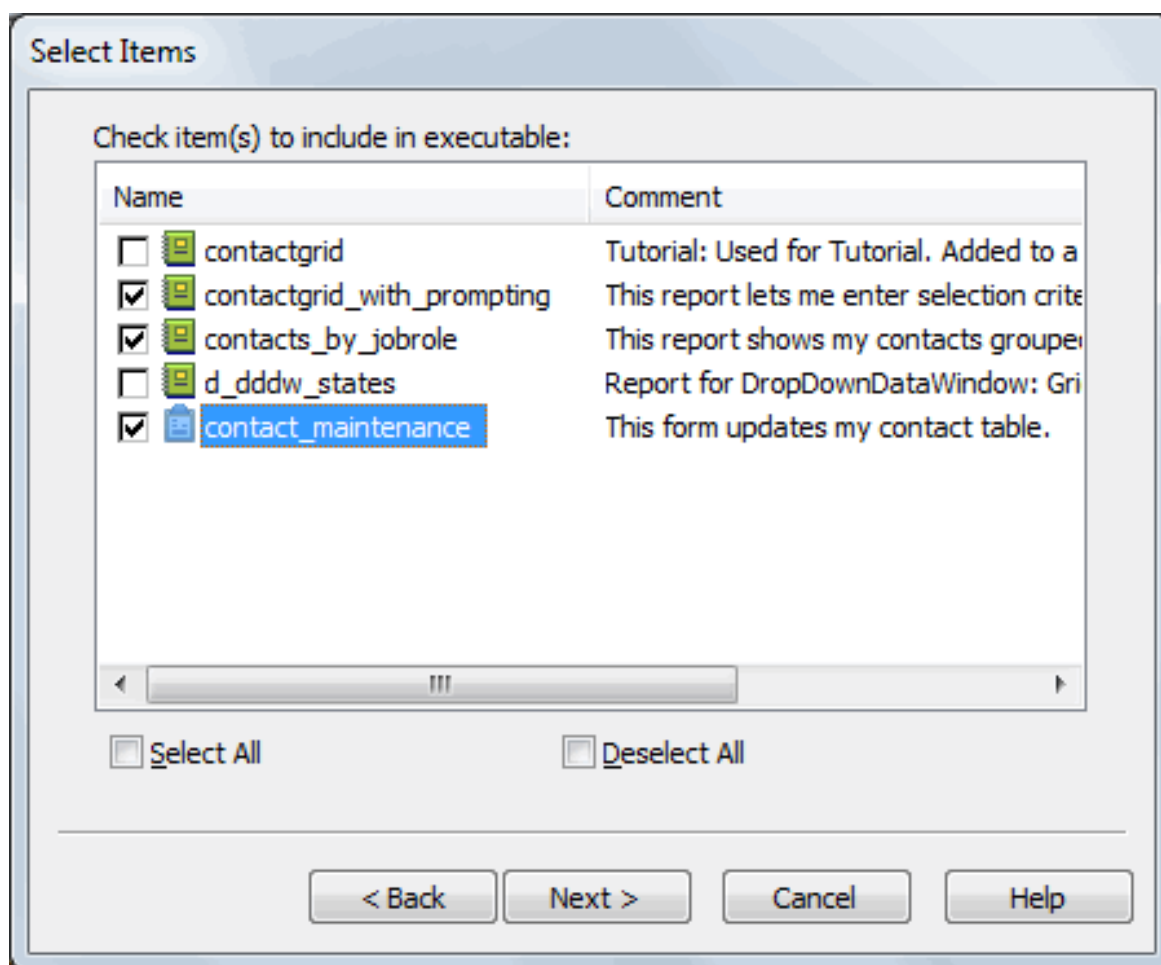 Select Items
Check item(s) to include in executable:
Name Comment
contactgrid Tutorial: Used for Tutorial. Added to a
contactgrid_with_prompting This report lets me enter selection crite
contacts_by_jobrole This report shows my contacts grouped
d_dddw_states Report for DropDownDataWindow: Gri
contact_maintenance This form updates my contact table.
Select All Deselect All
< Back Next > Cancel Help